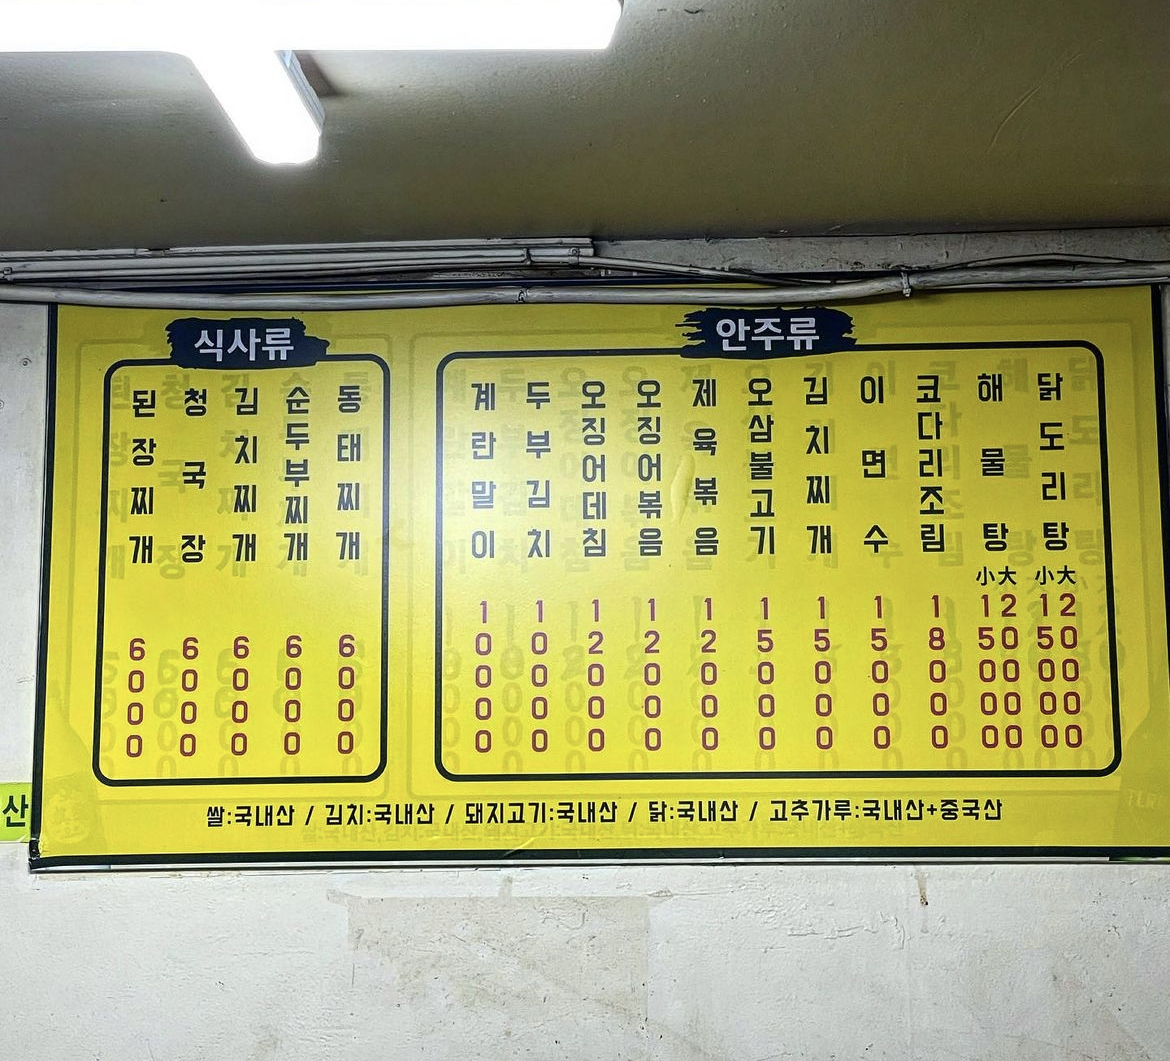 식사류
된장찌개 6000
청국장 6000
김치찌개 6000
순두부찌개 6000
동태찌개 6000
안주류
계란말이 10000
두부김치 10000
오징어데침 12000
오징어볶음 12000
제육볶음 12000
오삼불고기 15000
김치찌개 15000
이면수 15000
코다리조림 18000
해물탕 小 15000 大 20000
닭도리탕 小 15000 大 20000
쌀:국내산 / 김치:국내산 / 돼지고기:국내산 / 닭:국내산 / 고추가루:국내산+중국산
산